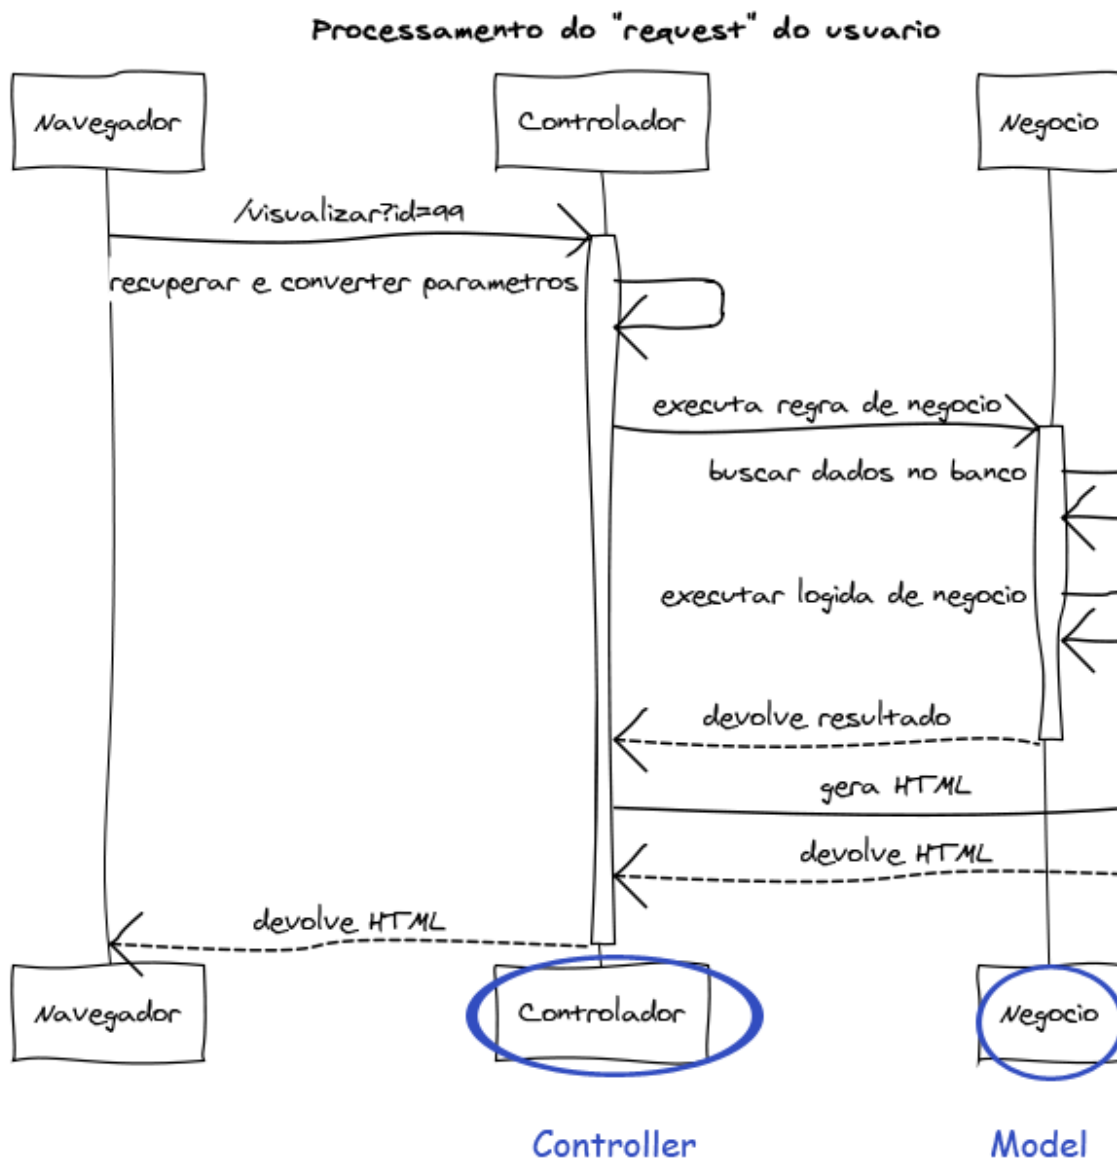 Processamento do "request" do usuario
Navegador
Controlador
Negocio
/visualizar?id=99
recuperar e converter parametros
executa regra de negocio
buscar dados no banco
executar logida de negocio
devolve resultado
gera HTML
devolve HTML
devolve HTML
Navegador
Controlador
Negocio
Controller
Model